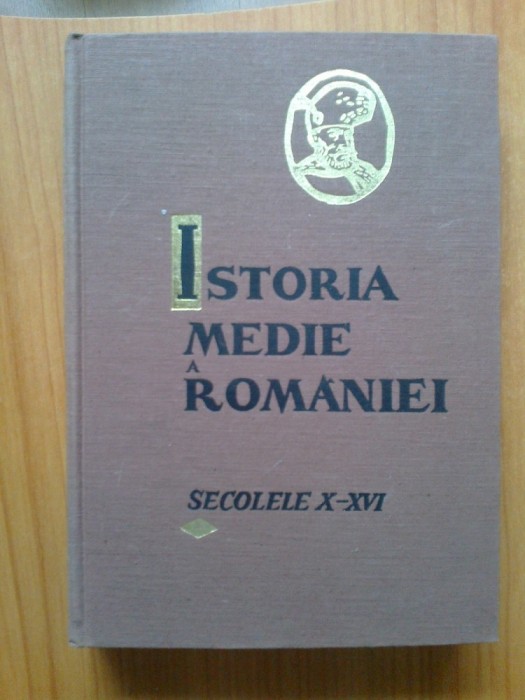 ISTORIA
MEDIE
A
ROMÂNIEI
SECOLELE X-XVI